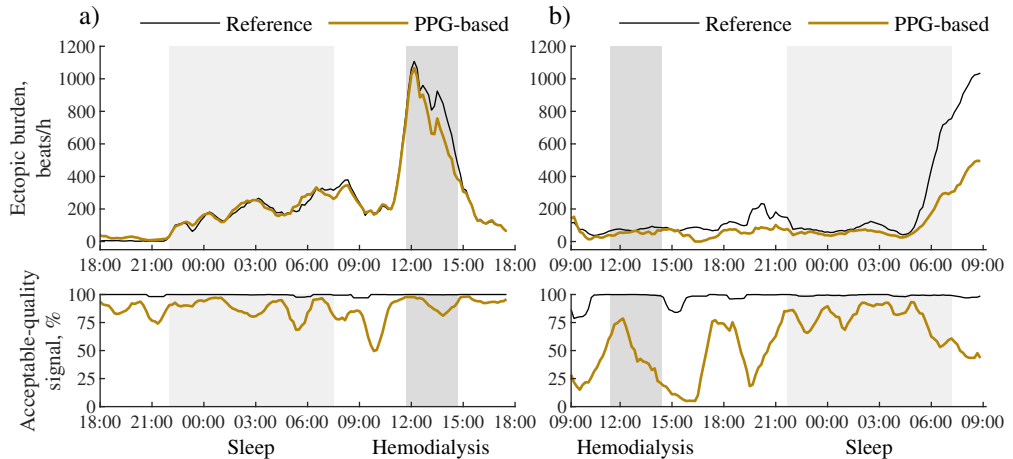 a)
Reference
PPG-based
b)
Reference
PPG-based
Ectopic burden,
beats/h
1200
1000
800
600
400
200
0
18:00 21:00 00:00 03:00 06:00 09:00 12:00 15:00 18:00
1200
1000
800
600
400
200
0
09:00 12:00 15:00 18:00 21:00 00:00 03:00 06:00 09:00
Acceptable-quality
signal, %
100
75
50
25
0
18:00 21:00 00:00 03:00 06:00 09:00 12:00 15:00 18:00
Sleep Hemodialysis
100
75
50
25
0
09:00 12:00 15:00 18:00 21:00 00:00 03:00 06:00 09:00
Hemodialysis Sleep